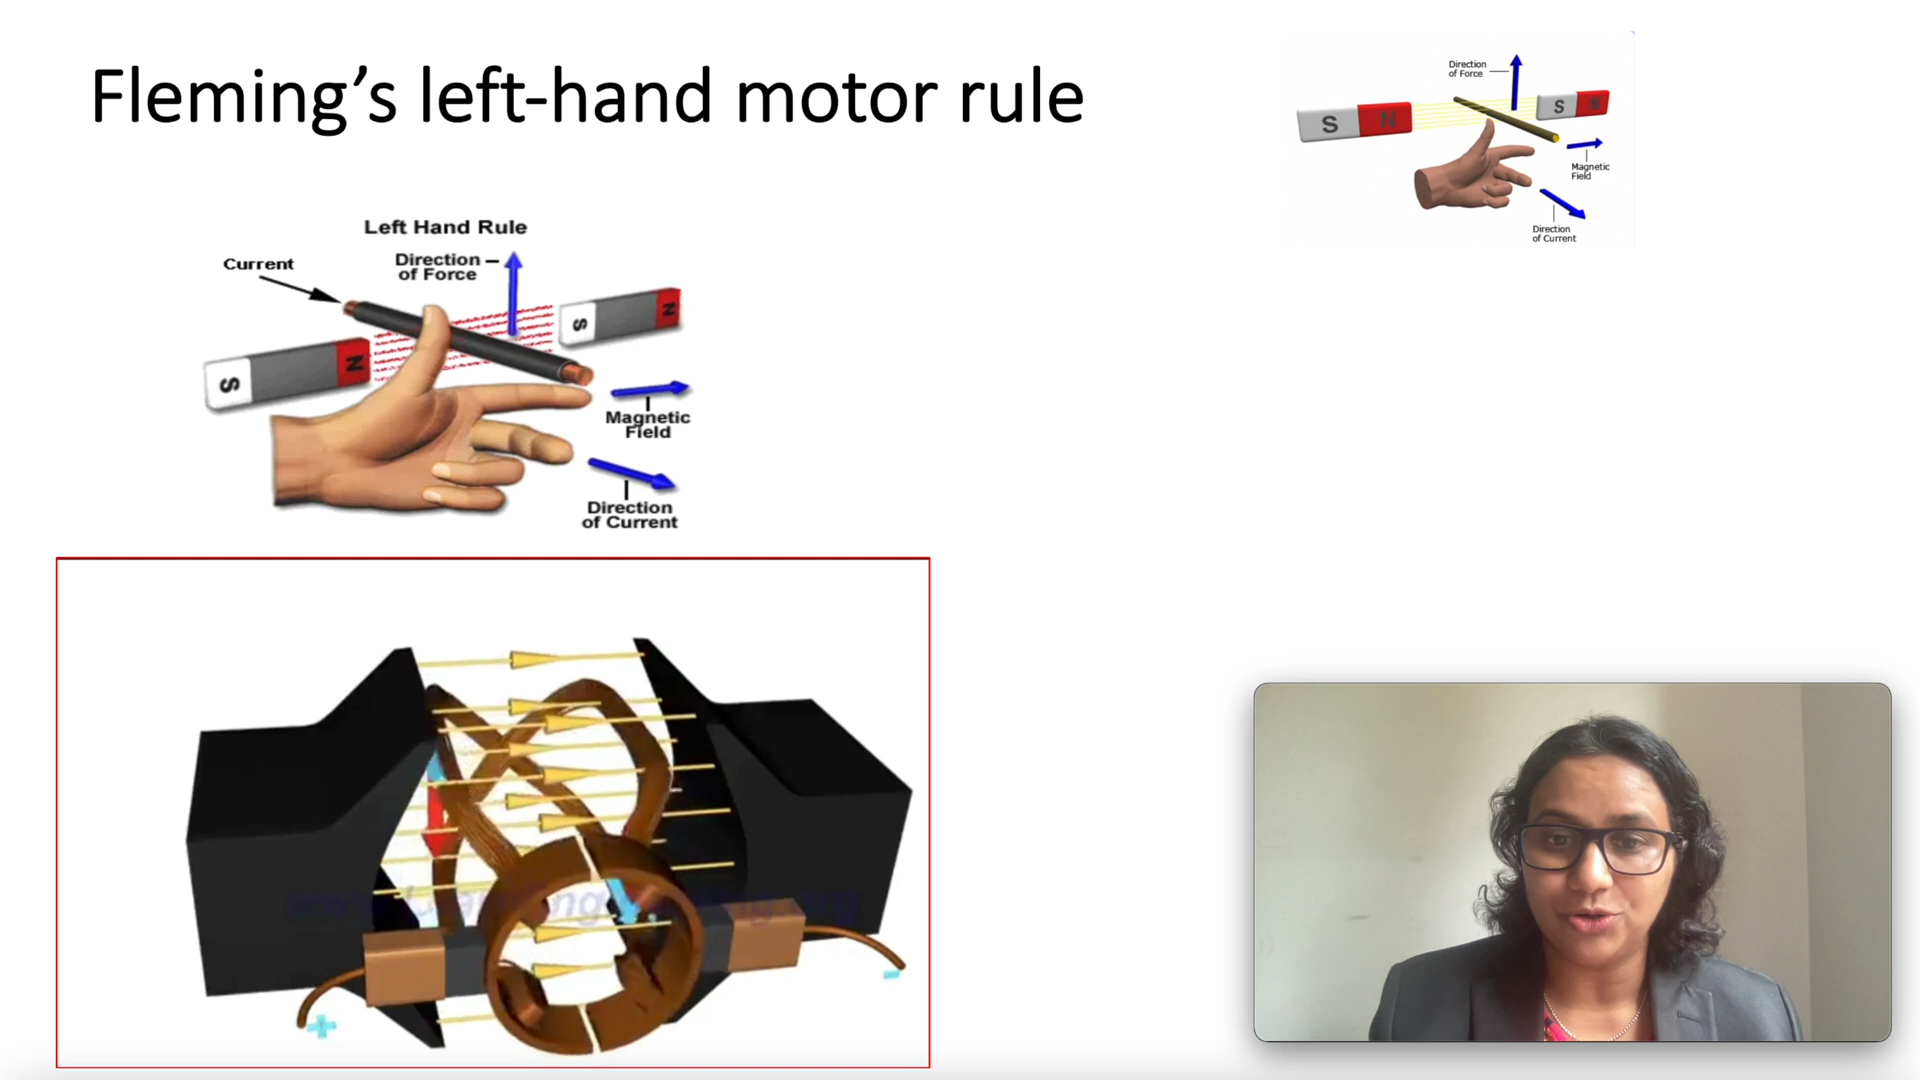 Fleming's left-hand motor rule
Direction
of Force
S N
S N
Magnetic
Field
Direction
of Current
Left Hand Rule
Current
Direction
of Force
S N
S N
Magnetic
Field
Direction
of Current
+
-